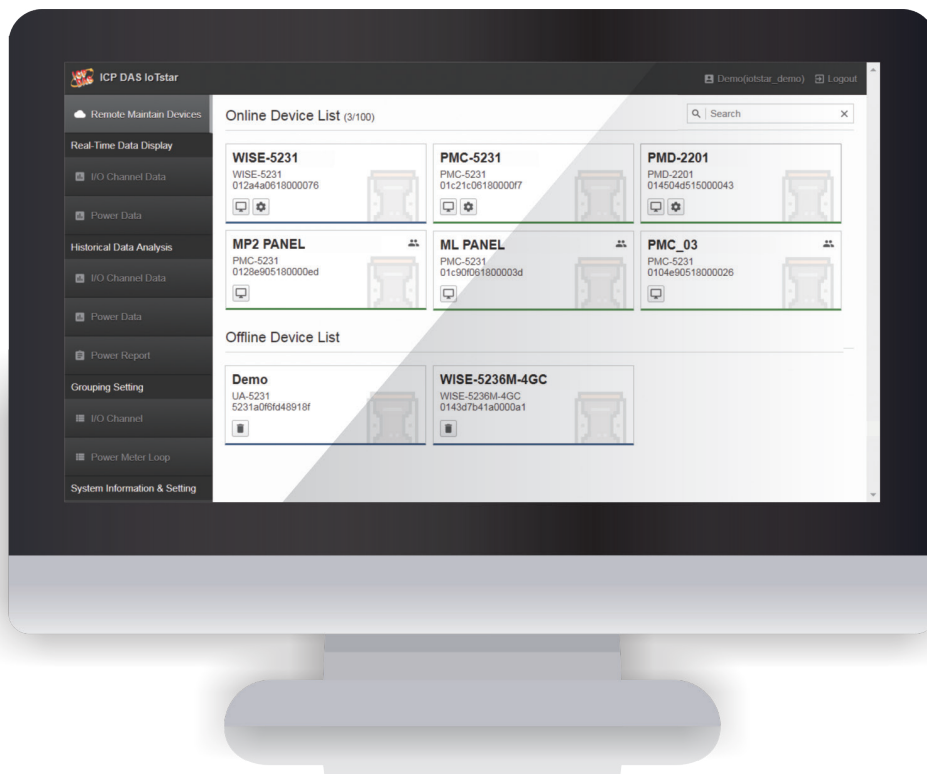 ICP DAS IoTstar
Demo(iotstar_demo) Logout
Remote Maintain Devices
Real-Time Data Display
I/O Channel Data
Power Data
Historical Data Analysis
I/O Channel Data
Power Data
Power Report
Grouping Setting
I/O Channel
Power Meter Loop
System Information & Setting
Online Device List (3/100)
Search
WISE-5231
WISE-5231
012a4a0618000076
PMC-5231
PMC-5231
01c21c06180000f7
PMD-2201
PMD-2201
014504d515000043
MP2 PANEL
PMC-5231
0128e905180000ed
ML PANEL
PMC-5231
01c90f061800003d
PMC_03
PMC-5231
0104e90518000026
Offline Device List
Demo
UA-5231
5231a0f6fd48918f
WISE-5236M-4GC
WISE-5236M-4GC
0143d7b41a0000a1